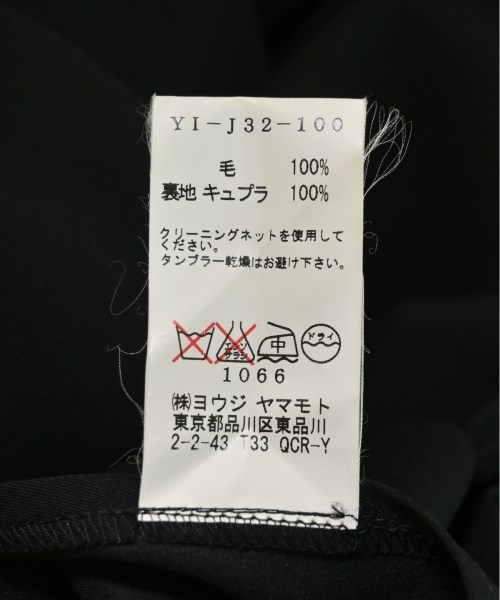 YI-J32-100
毛 100%
裏地 キュプラ 100%
クリーニングネットを使用して
ください。
タンブラー乾燥はお避け下さい。
エンソ
サラシ
中
ドライ
1066
㈱ヨウジ ヤマモト
東京都品川区東品川
2-2-43 T33 QCR-Y